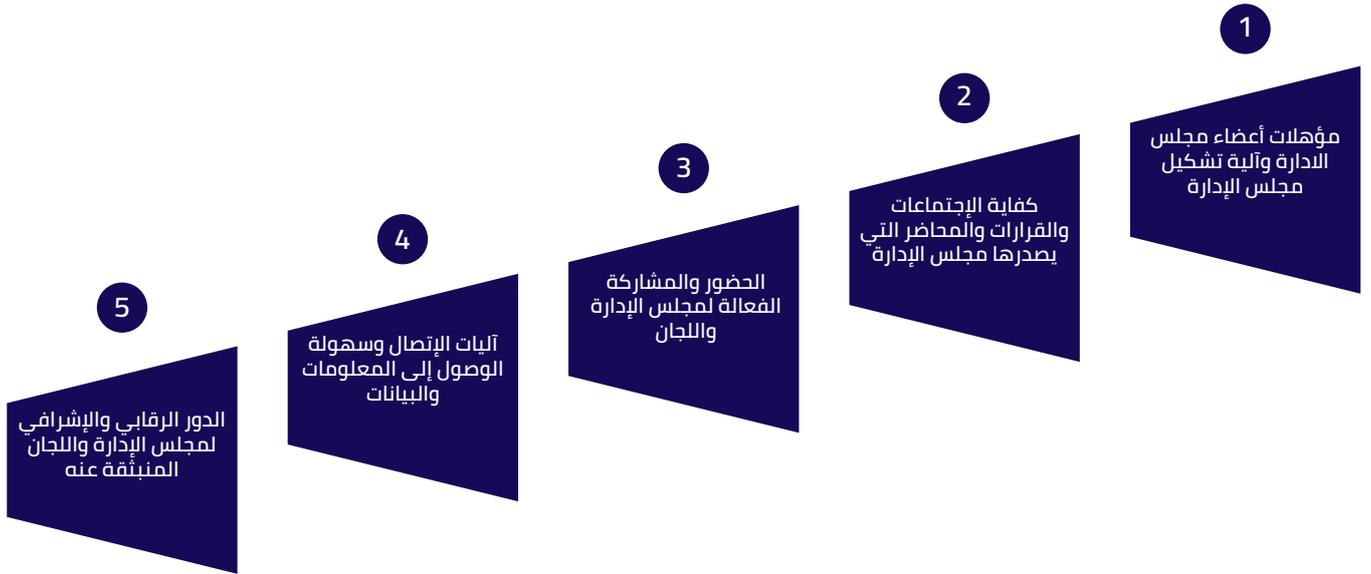 1
مؤهلات أعضاء مجلس
الادارة وآلية تشكيل
مجلس الإدارة
2
كفاية الإجتماعات
والقرارات والمحاضر التي
يصدرها مجلس الإدارة
3
الحضور والمشاركة
الفعالة لمجلس الإدارة
واللجان
4
آليات الإتصال وسهولة
الوصول إلى المعلومات
والبيانات
5
الدور الرقابي والإشرافي
لمجلس الإدارة واللجان
المنبثقة عنه